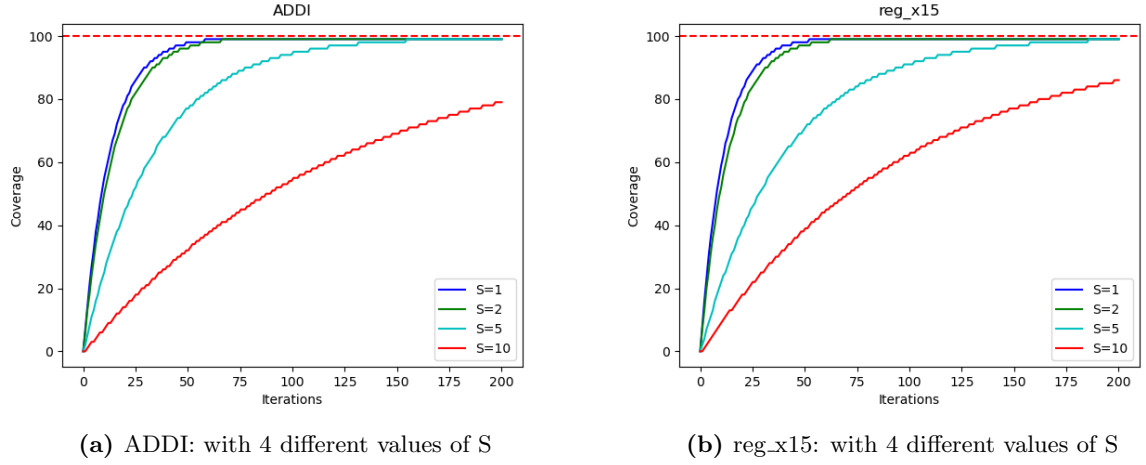 ADDI
100
80
60
40
20
0
Coverage
0 25 50 75 100 125 150 175 200
Iterations
S=1
S=2
S=5
S=10
(a) ADDI: with 4 different values of S
reg_x15
100
80
60
40
20
0
Coverage
0 25 50 75 100 125 150 175 200
Iterations
S=1
S=2
S=5
S=10
(b) reg_x15: with 4 different values of S